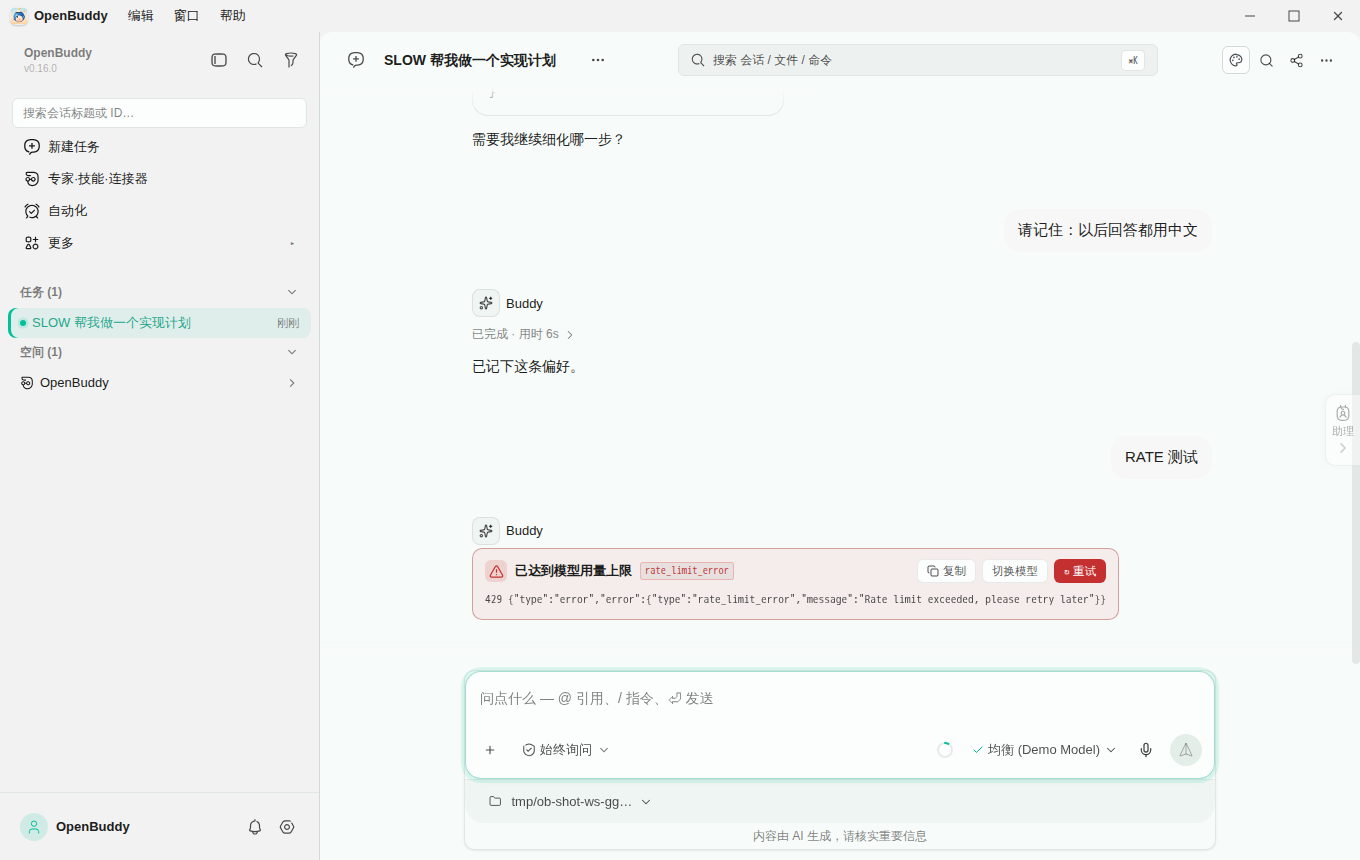 OpenBuddy 编辑 窗口 帮助
OpenBuddy
v0.16.0
搜索会话标题或 ID…
新建任务
专家·技能·连接器
自动化
更多
任务 (1)
SLOW 帮我做一个实现计划 刚刚
空间 (1)
OpenBuddy
OpenBuddy
SLOW 帮我做一个实现计划
搜索 会话 / 文件 / 命令 ⌘K
需要我继续细化哪一步？
请记住：以后回答都用中文
Buddy
已完成 · 用时 6s
已记下这条偏好。
RATE 测试
Buddy
已达到模型用量上限 rate_limit_error 复制 切换模型 重试
429 {"type":"error","error":{"type":"rate_limit_error","message":"Rate limit exceeded, please retry later"}}
助理
问点什么 — @ 引用、/ 指令、⏎ 发送
始终询问 均衡 (Demo Model)
tmp/ob-shot-ws-gg…
内容由 AI 生成，请核实重要信息